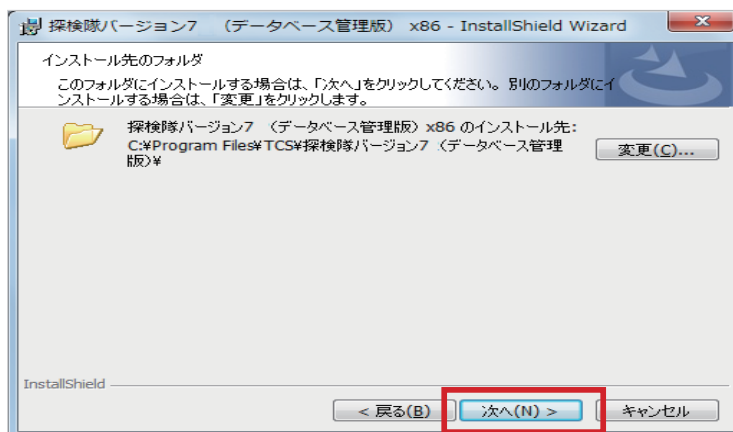 探検隊バージョン7 （データベース管理版） x86 - InstallShield Wizard
インストール先のフォルダ
このフォルダにインストールする場合は、「次へ」をクリックしてください。別のフォルダにイ
ンストールする場合は、「変更」をクリックします。
探検隊バージョン7 （データベース管理版）x86 のインストール先:
C:¥Program Files¥TCS¥探検隊バージョン7 （データベース管理
版）¥
変更(C)...
InstallShield
< 戻る(B)
次へ(N) >
キャンセル